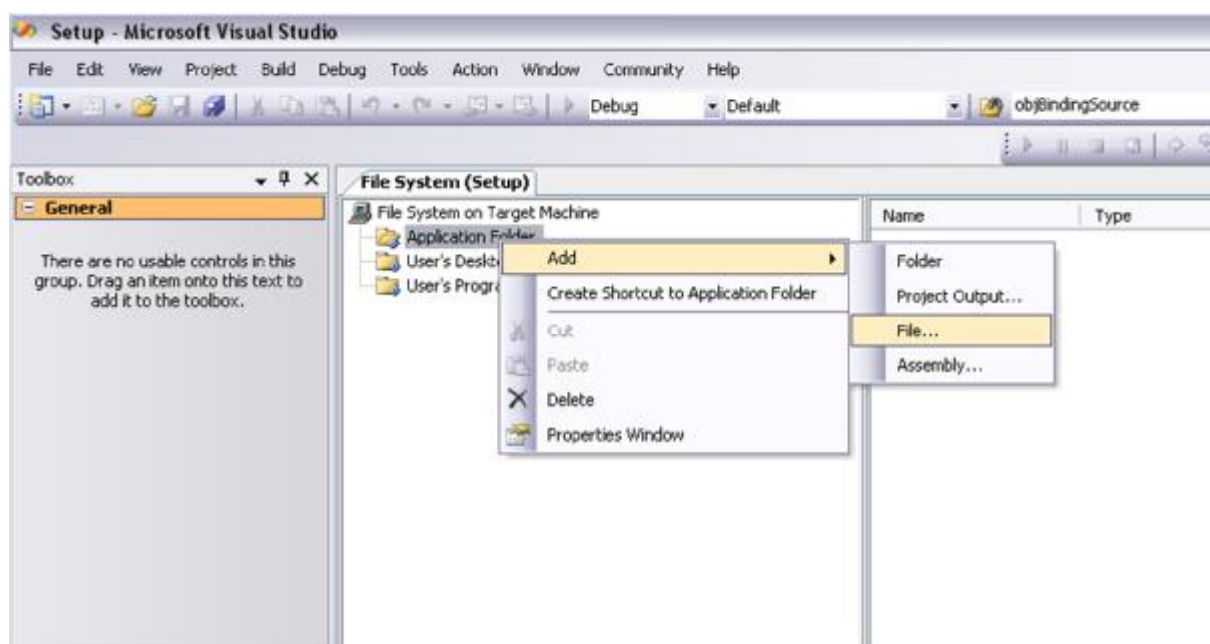 Setup - Microsoft Visual Studio
File Edit View Project Build Debug Tools Action Window Community Help
Debug Default objBindingSource
Toolbox
General
There are no usable controls in this
group. Drag an item onto this text to
add it to the toolbox.
File System (Setup)
File System on Target Machine
Application Folder
User's Deskt
User's Progra
Add
Create Shortcut to Application Folder
Cut
Paste
Delete
Properties Window
Name Type
Folder
Project Output...
File...
Assembly...